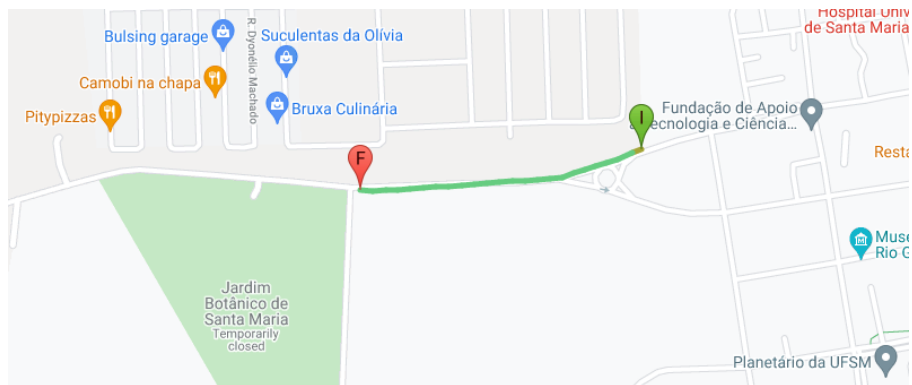 Bulsing garage
R. Dyonélio Machado
Suculentas da Olívia
Camobi na chapa
Bruxa Culinária
Pitypizzas
F
I
Hospital Univ
de Santa Maria
Fundação de Apoio
ecnologia e Ciência...
Resta
Muse
Rio G
Jardim
Botânico de
Santa Maria
Temporarily
closed
Planetário da UFSM